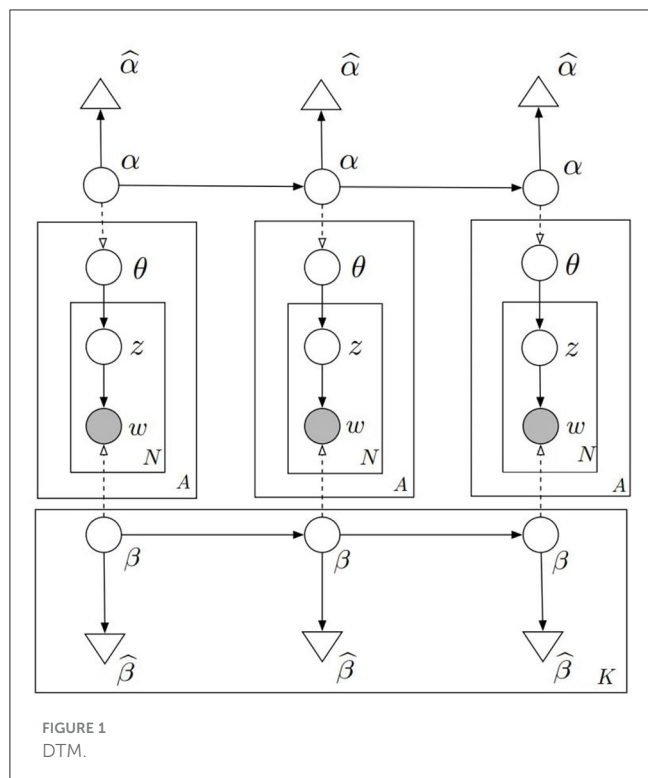 α̂ α̂ α̂
α α α
θ θ θ
z z z
w w w
N N N
A A A
β β β
β̂ β̂ β̂
K
FIGURE 1
DTM.